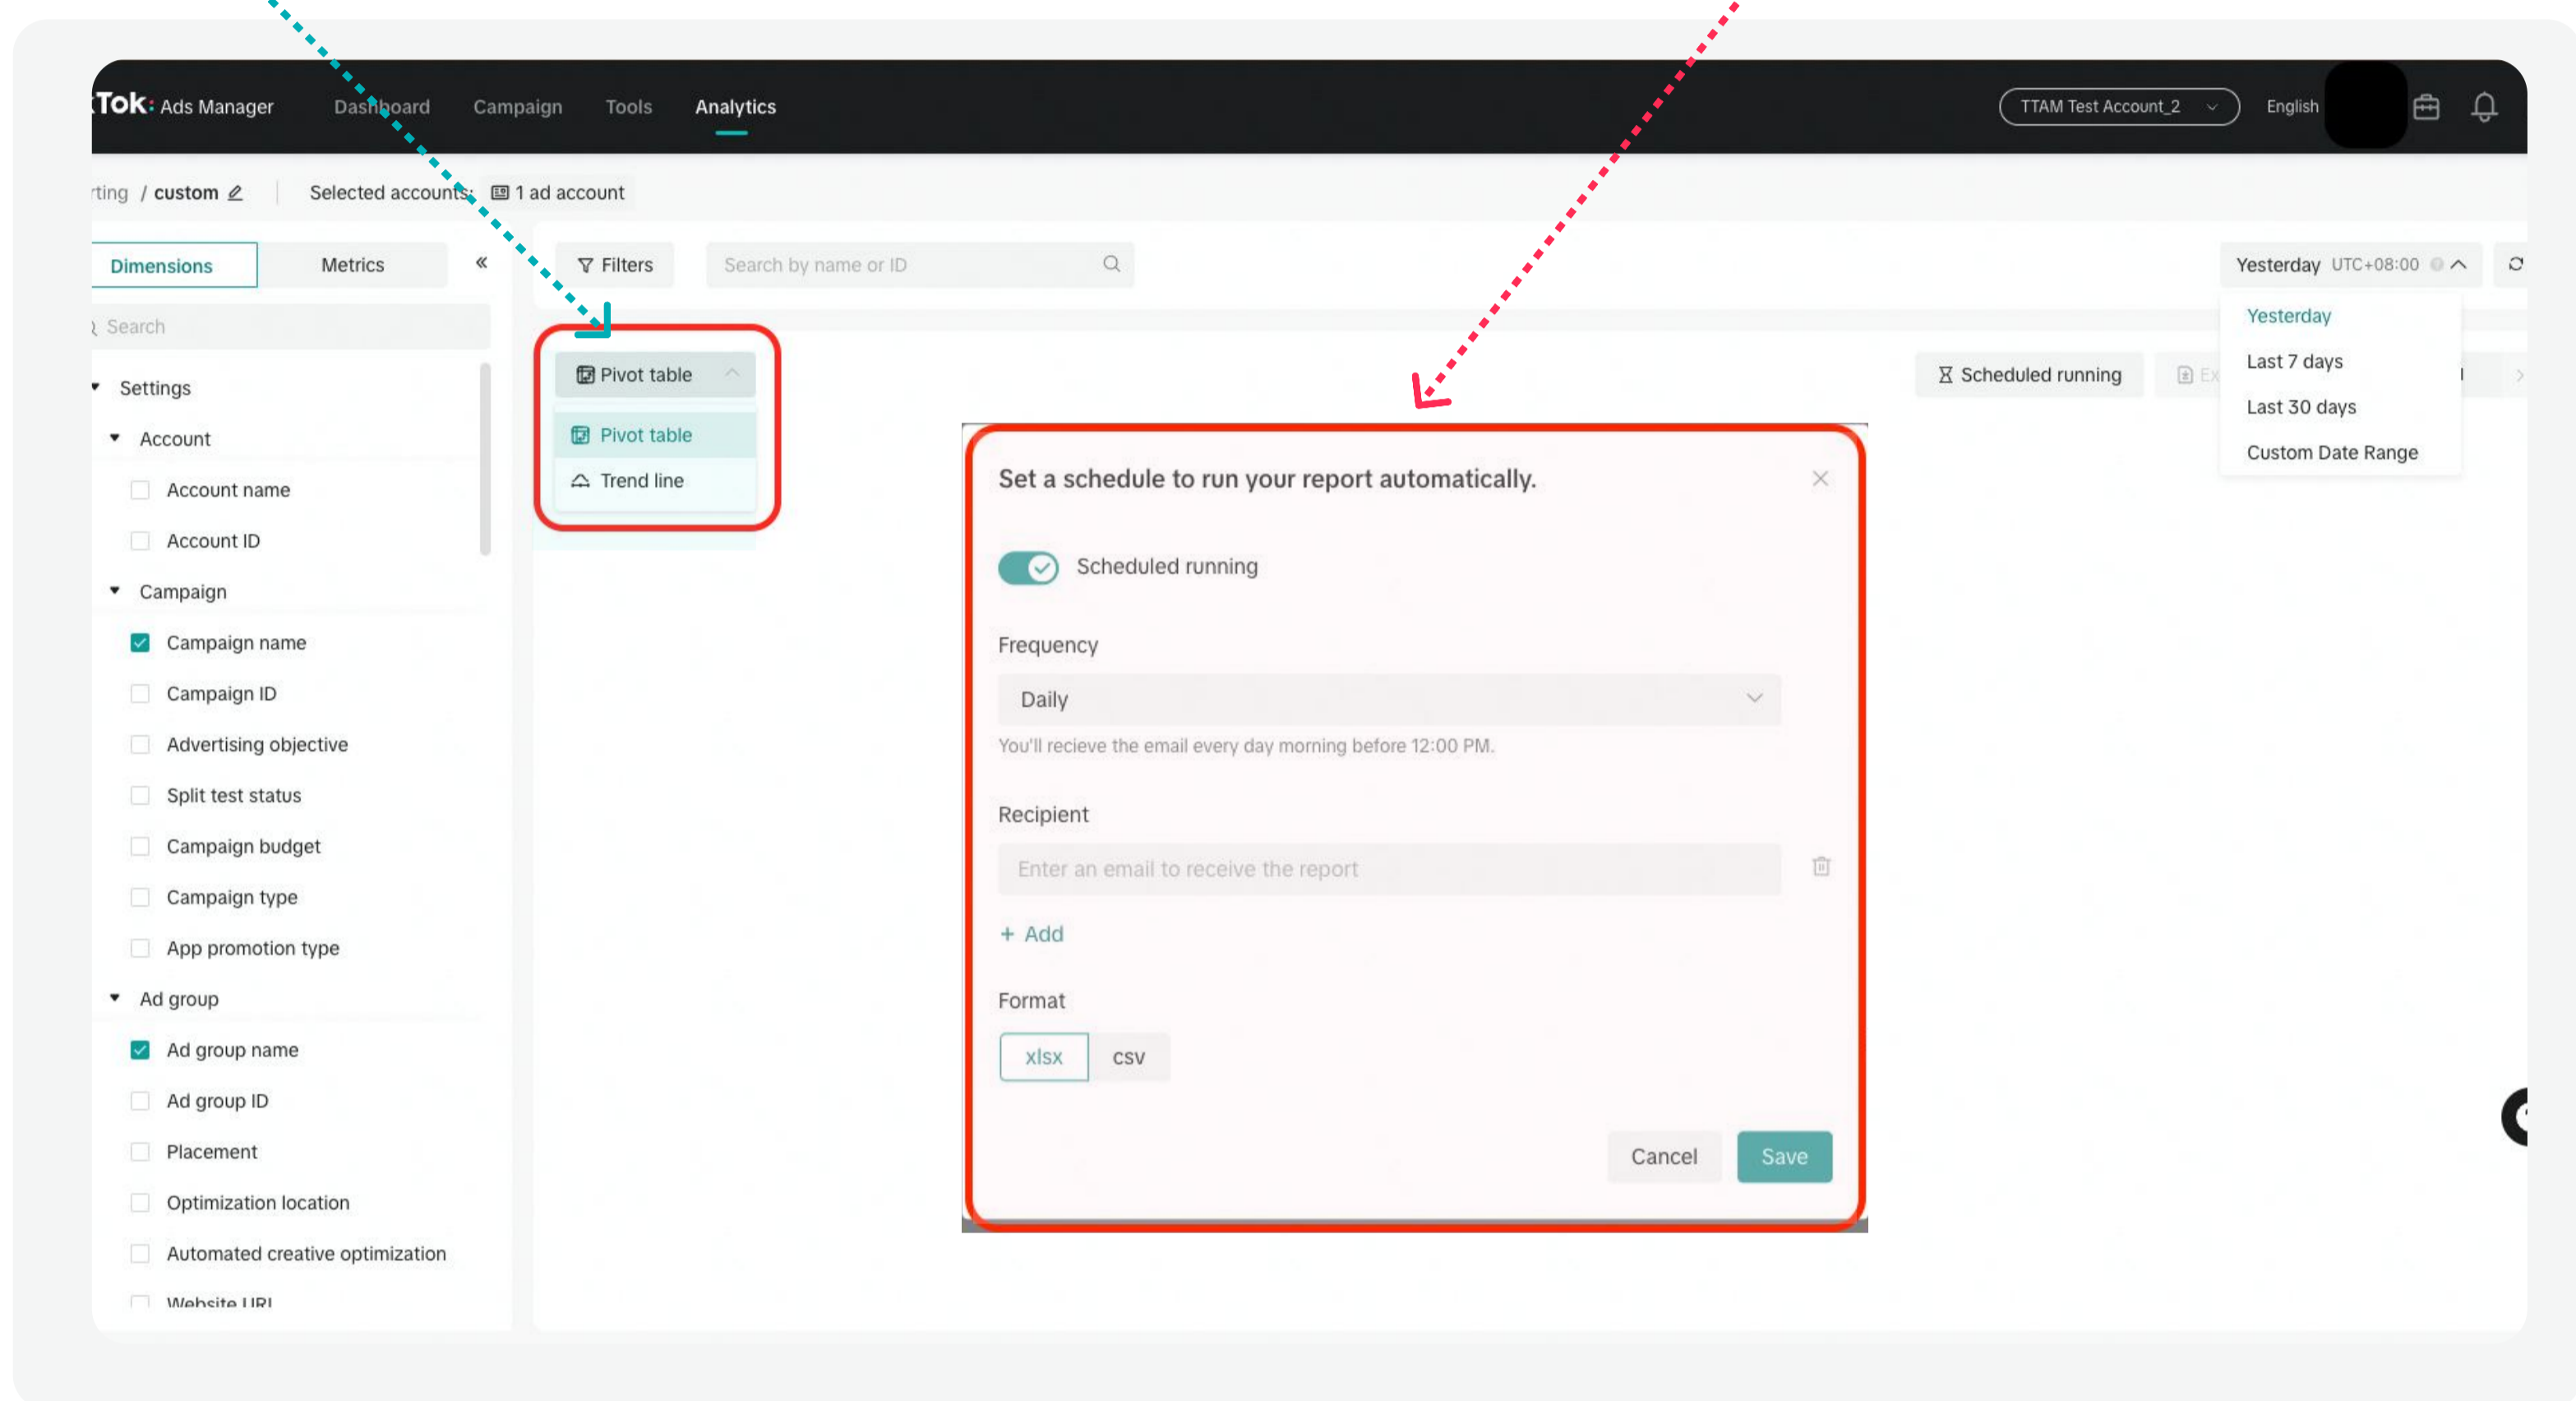 Tok: Ads Manager Dashboard Campaign Tools Analytics TTAM Test Account_2 English
rting / custom Selected accounts: 1 ad account
Dimensions Metrics « Filters Search by name or ID Yesterday UTC+08:00
Search
Yesterday
Last 7 days
Last 30 days
Custom Date Range
Pivot table
Pivot table
Trend line
Scheduled running Ex
Settings
Account
Account name
Account ID
Campaign
Campaign name
Campaign ID
Advertising objective
Split test status
Campaign budget
Campaign type
App promotion type
Ad group
Ad group name
Ad group ID
Placement
Optimization location
Automated creative optimization
Website URL
Set a schedule to run your report automatically.
Scheduled running
Frequency
Daily
You'll recieve the email every day morning before 12:00 PM.
Recipient
Enter an email to receive the report
+ Add
Format
xlsx csv
Cancel Save